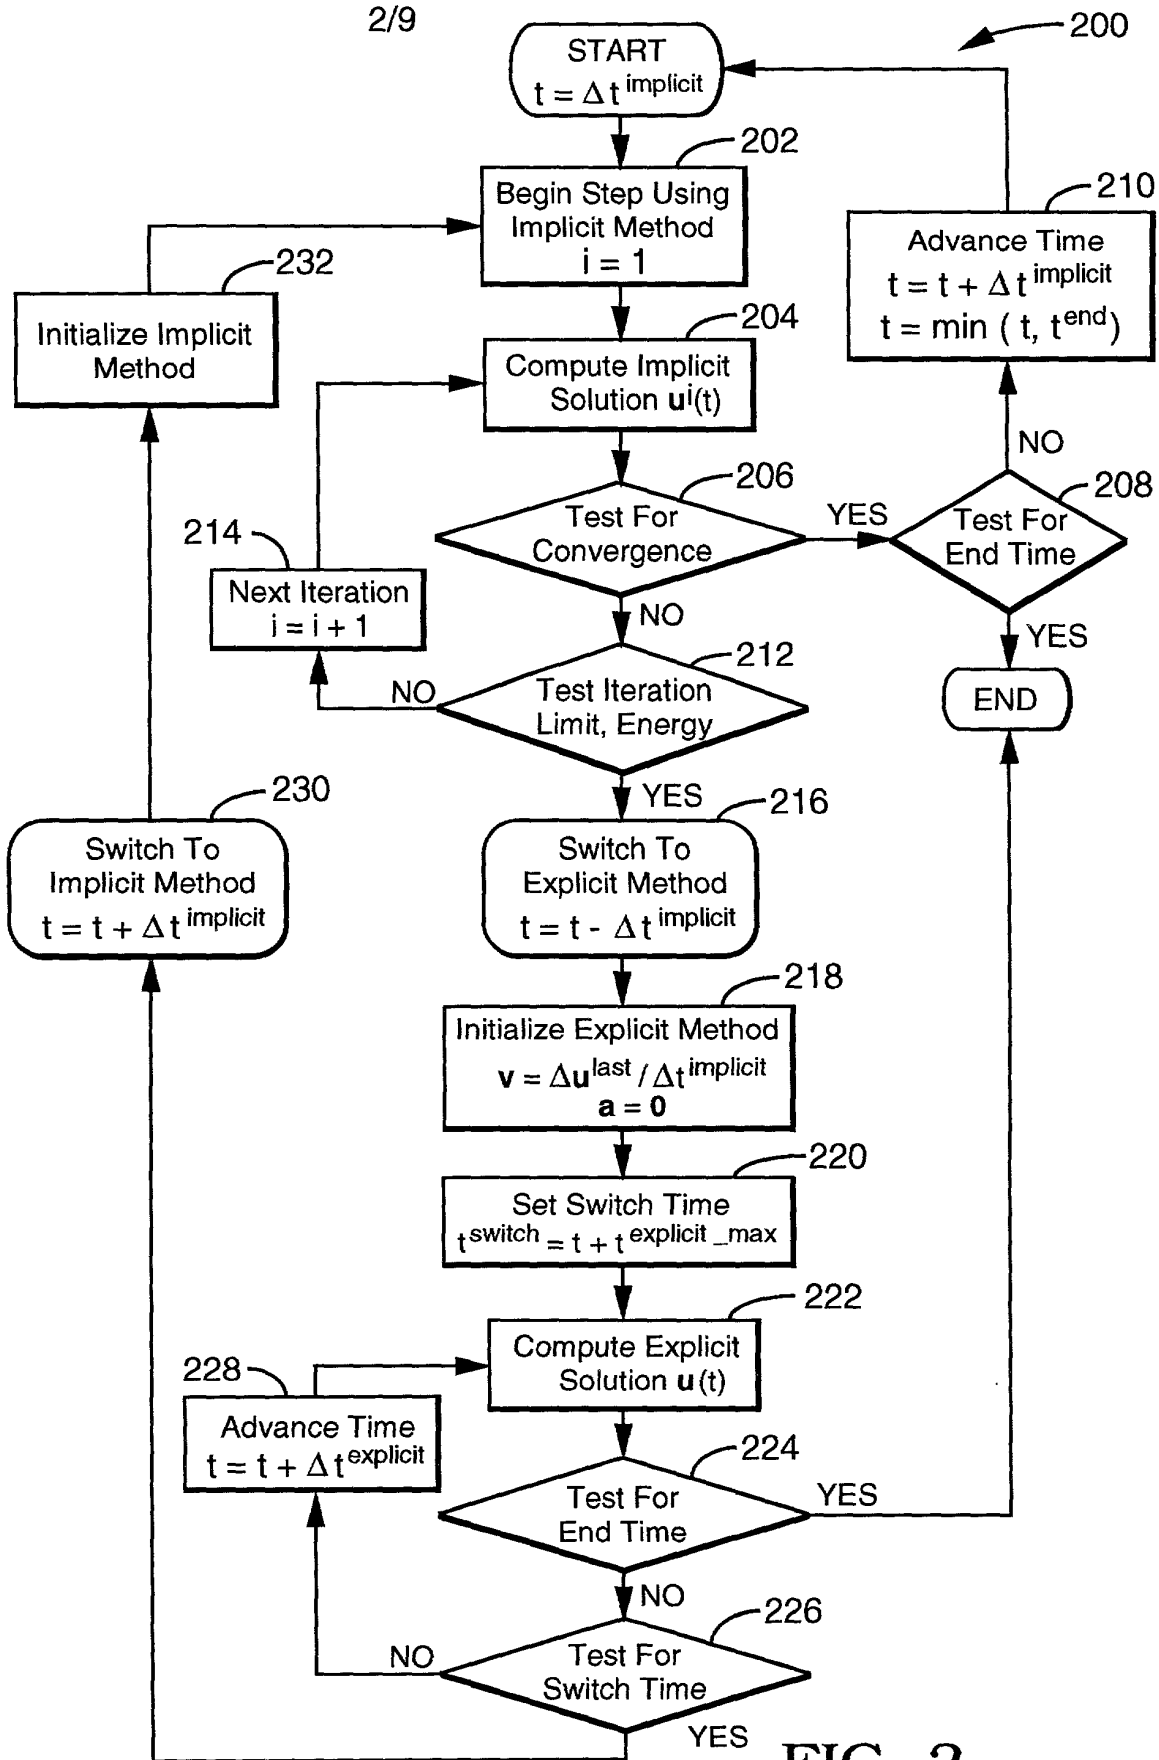 2/9
200
START
t = Δt^implicit
202
Begin Step Using
Implicit Method
i = 1
210
Advance Time
t = t + Δt^implicit
t = min ( t, t^end)
232
Initialize Implicit
Method
204
Compute Implicit
Solution u^i(t)
NO
206
Test For
Convergence
YES
208
Test For
End Time
214
Next Iteration
i = i + 1
NO
YES
212
Test Iteration
Limit, Energy
NO
END
YES
230
Switch To
Implicit Method
t = t + Δt^implicit
216
Switch To
Explicit Method
t = t - Δt^implicit
218
Initialize Explicit Method
v = Δu^last / Δt^implicit
a = 0
220
Set Switch Time
t^switch = t + t^explicit_max
222
Compute Explicit
Solution u(t)
228
Advance Time
t = t + Δt^explicit
224
Test For
End Time
YES
NO
226
Test For
Switch Time
NO
YES